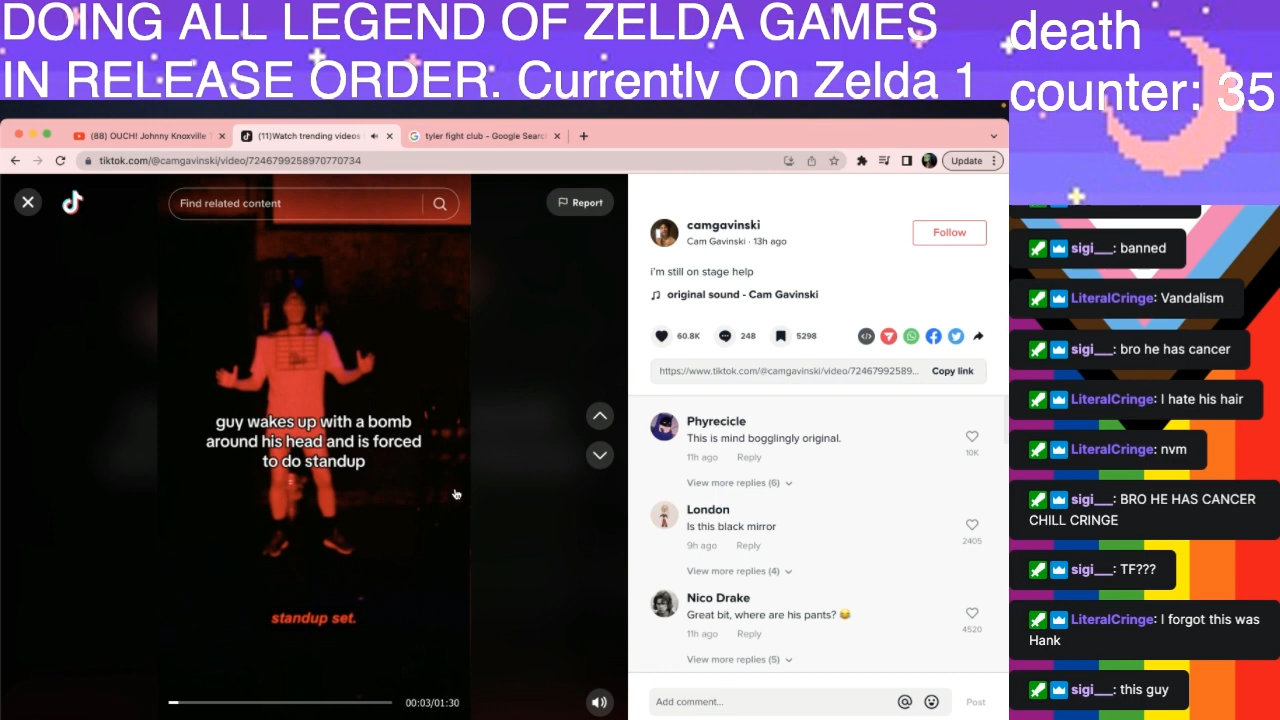 DOING ALL LEGEND OF ZELDA GAMES
IN RELEASE ORDER. Currently On Zelda 1
death
counter: 35
(88) OUCH! Johnny Knoxville
(11)Watch trending videos
tyler fight club - Google Searc
tiktok.com/@camgavinski/video/7246799258970770734
Update
Find related content
Report
guy wakes up with a bomb
around his head and is forced
to do standup
standup set.
00:03/01:30
camgavinski
Cam Gavinski · 13h ago
Follow
i'm still on stage help
original sound - Cam Gavinski
60.8K
248
5298
https://www.tiktok.com/@camgavinski/video/72467992589...
Copy link
Phyrecicle
This is mind bogglingly original.
11h ago Reply
10K
View more replies (6)
London
Is this black mirror
9h ago Reply
2405
View more replies (4)
Nico Drake
Great bit, where are his pants? 😂
11h ago Reply
4520
View more replies (5)
Add comment...
Post
sigi___: banned
LiteralCringe: Vandalism
sigi___: bro he has cancer
LiteralCringe: I hate his hair
LiteralCringe: nvm
sigi___: BRO HE HAS CANCER
CHILL CRINGE
sigi___: TF???
LiteralCringe: I forgot this was
Hank
sigi___: this guy